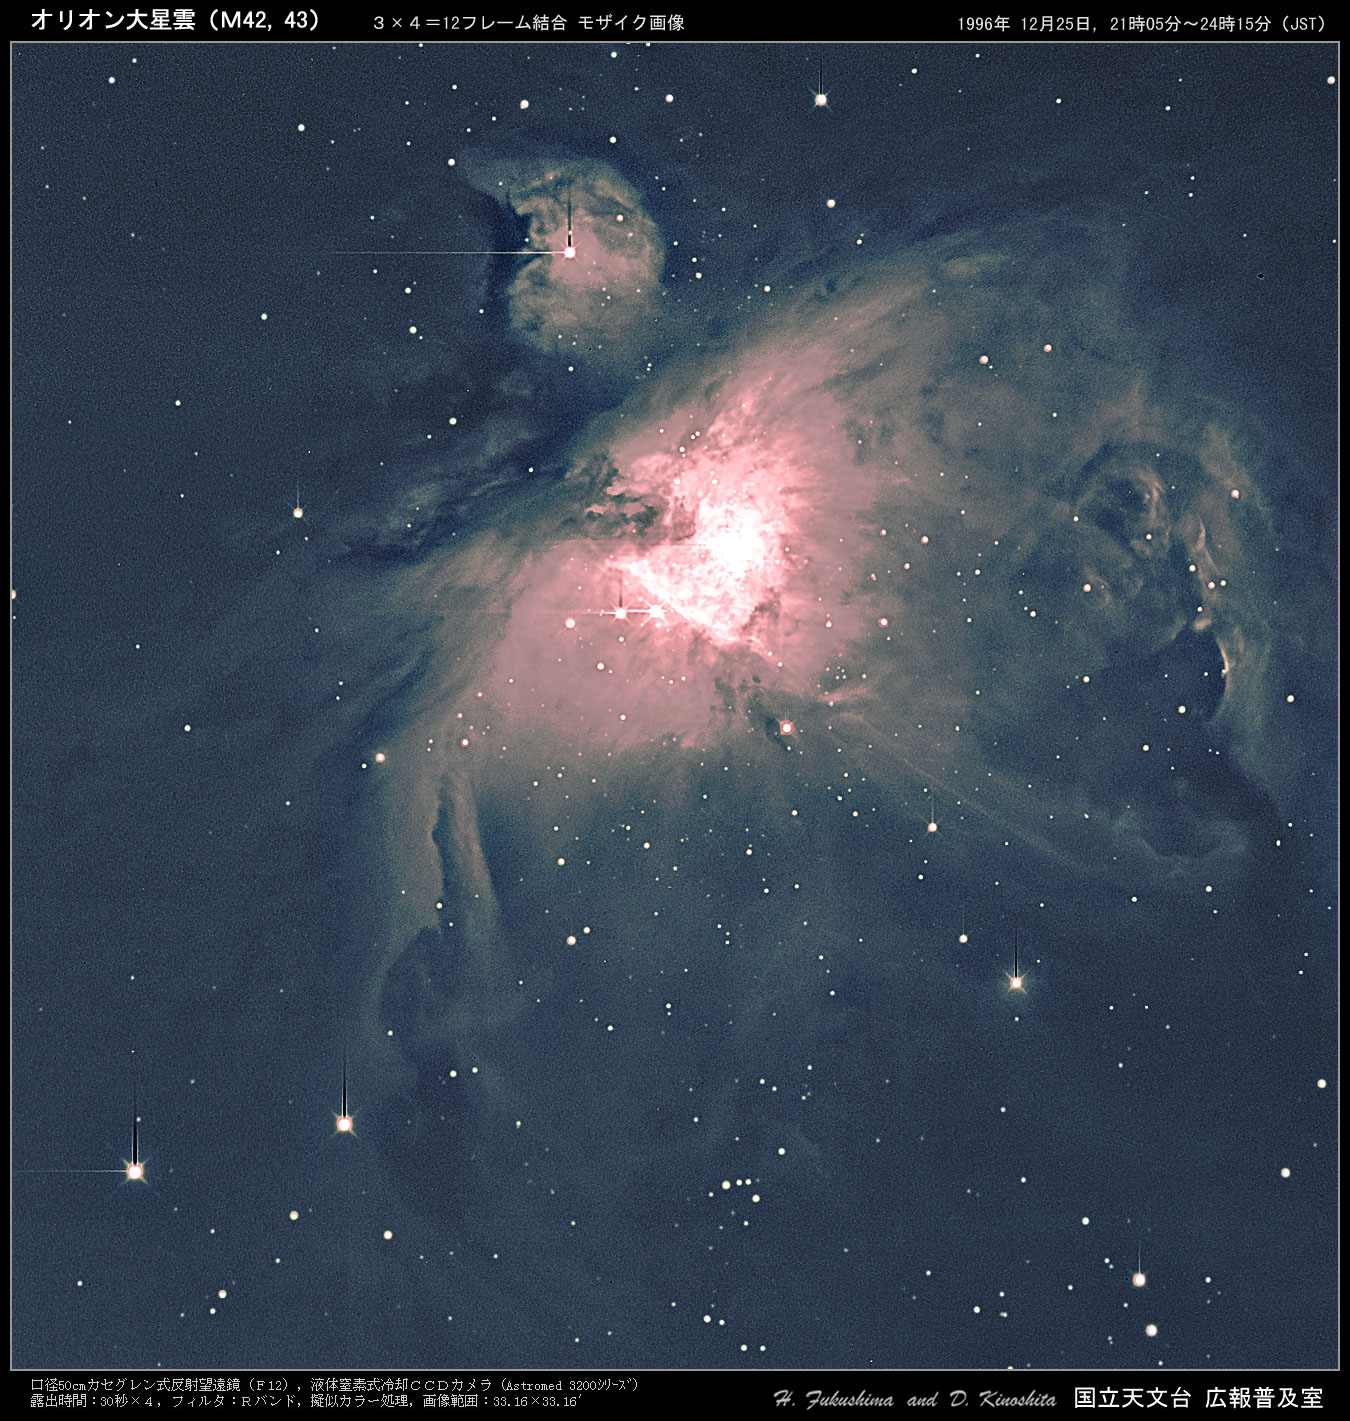 オリオン大星雲（M42, 43）　３×４＝12フレーム結合 モザイク画像　1996年 12月25日, 21時05分～24時15分（JST）
口径50cmカセグレン式反射望遠鏡（Ｆ12）, 液体窒素式冷却ＣＣＤカメラ（Astromed 3200ｼﾘｰｽﾞ）
露出時間：30秒×４, フィルタ：Ｒバンド, 擬似カラー処理, 画像範囲：33.16×33.16′
H. Fukushima and D. Kinoshita 国立天文台 広報普及室